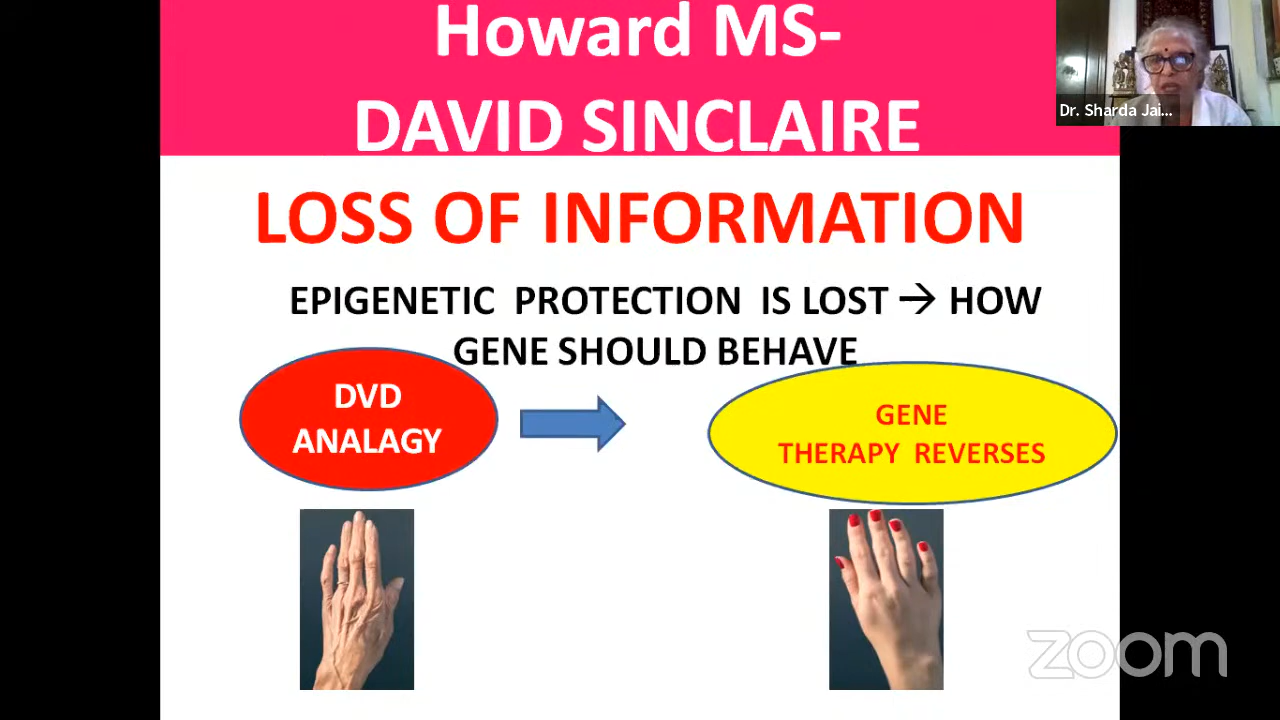 Howard MS-
DAVID SINCLAIRE
Dr. Sharda Jai...
LOSS OF INFORMATION
EPIGENETIC PROTECTION IS LOST → HOW
GENE SHOULD BEHAVE
DVD
ANALAGY
GENE
THERAPY REVERSES
zoom